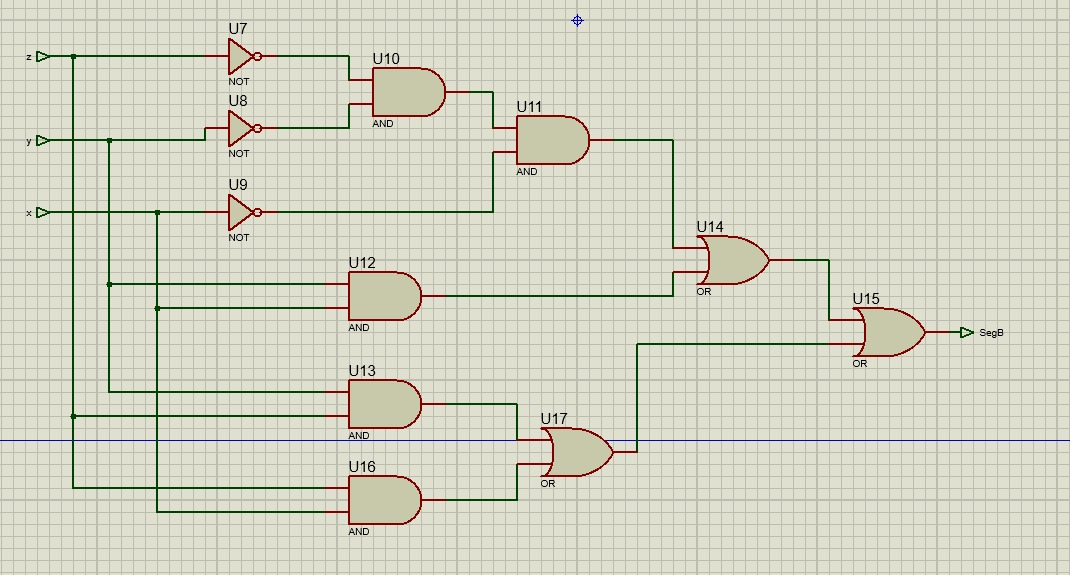 U7
z
NOT
U10
AND
U8
y
NOT
U11
AND
U9
x
NOT
U14
OR
U12
AND
U15
OR
SegB
U13
AND
U17
OR
U16
AND